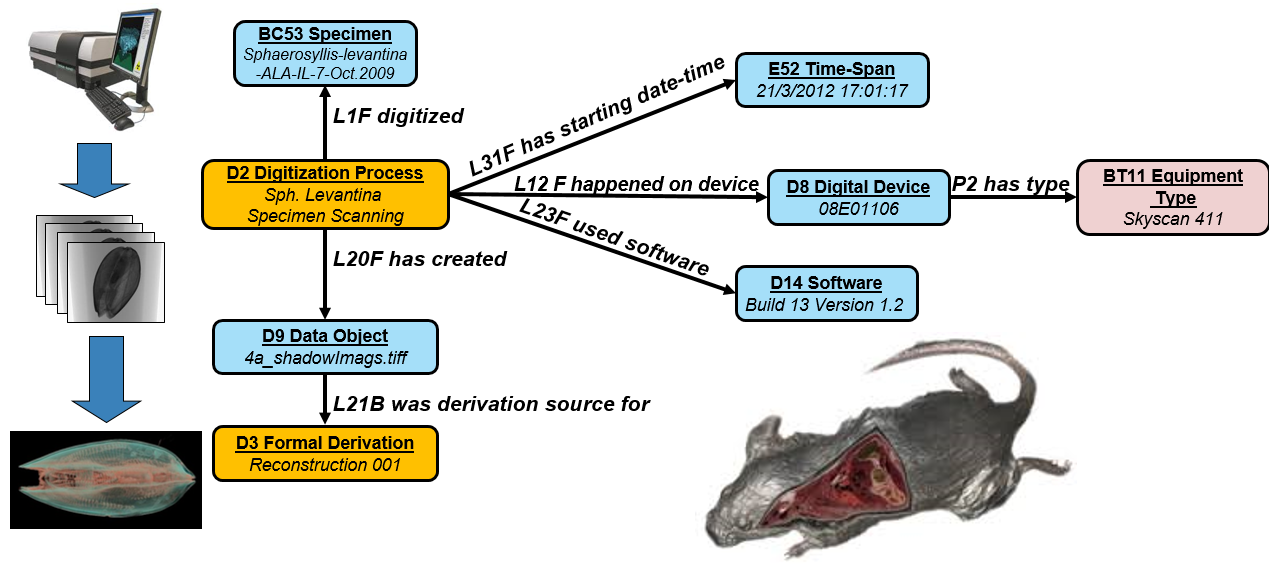 BC53 Specimen
Sphaerosyllis-levantina
-ALA-IL-7-Oct.2009
L1F digitized
L31F has starting date-time
E52 Time-Span
21/3/2012 17:01:17
D2 Digitization Process
Sph. Levantina
Specimen Scanning
L12 F happened on device
D8 Digital Device
08E01106
P2 has type
BT11 Equipment
Type
Skyscan 411
L23F used software
D14 Software
Build 13 Version 1.2
L20F has created
D9 Data Object
4a_shadowImags.tiff
L21B was derivation source for
D3 Formal Derivation
Reconstruction 001